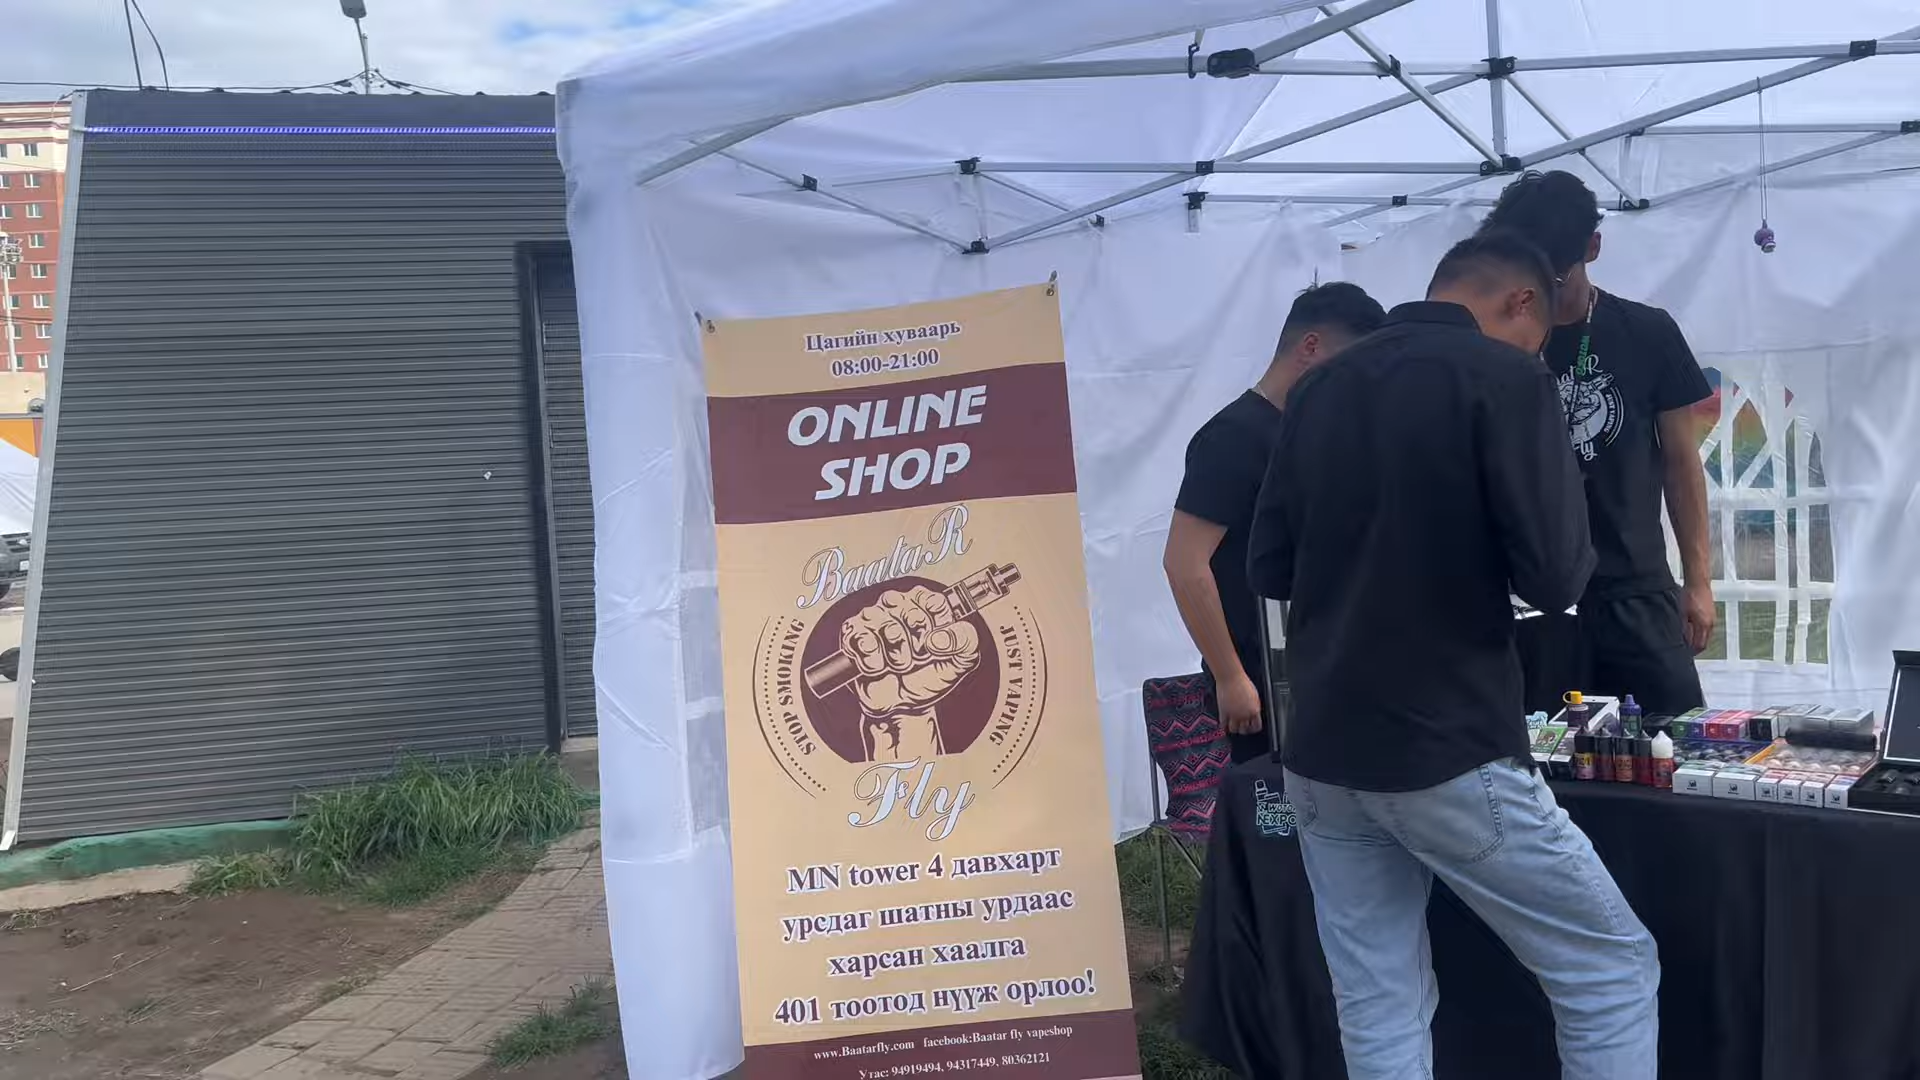 Цагийн хуваарь
08:00-21:00
ONLINE
SHOP
BaataR
STOP SMOKING
JUST VAPING
Fly
MN tower 4 давхарт
урсдаг шатны урдаас
харсан хаалга
401 тоотод нүүж орлоо!
www.Baatarfly.com facebook:Baatar fly vapeshop
Утас: 94919494, 94317449, 80362121
EXPO